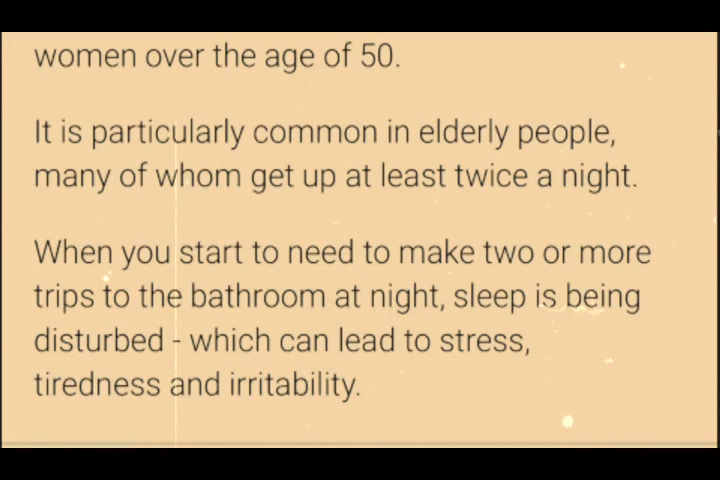 women over the age of 50.
It is particularly common in elderly people,
many of whom get up at least twice a night.
When you start to need to make two or more
trips to the bathroom at night, sleep is being
disturbed - which can lead to stress,
tiredness and irritability.